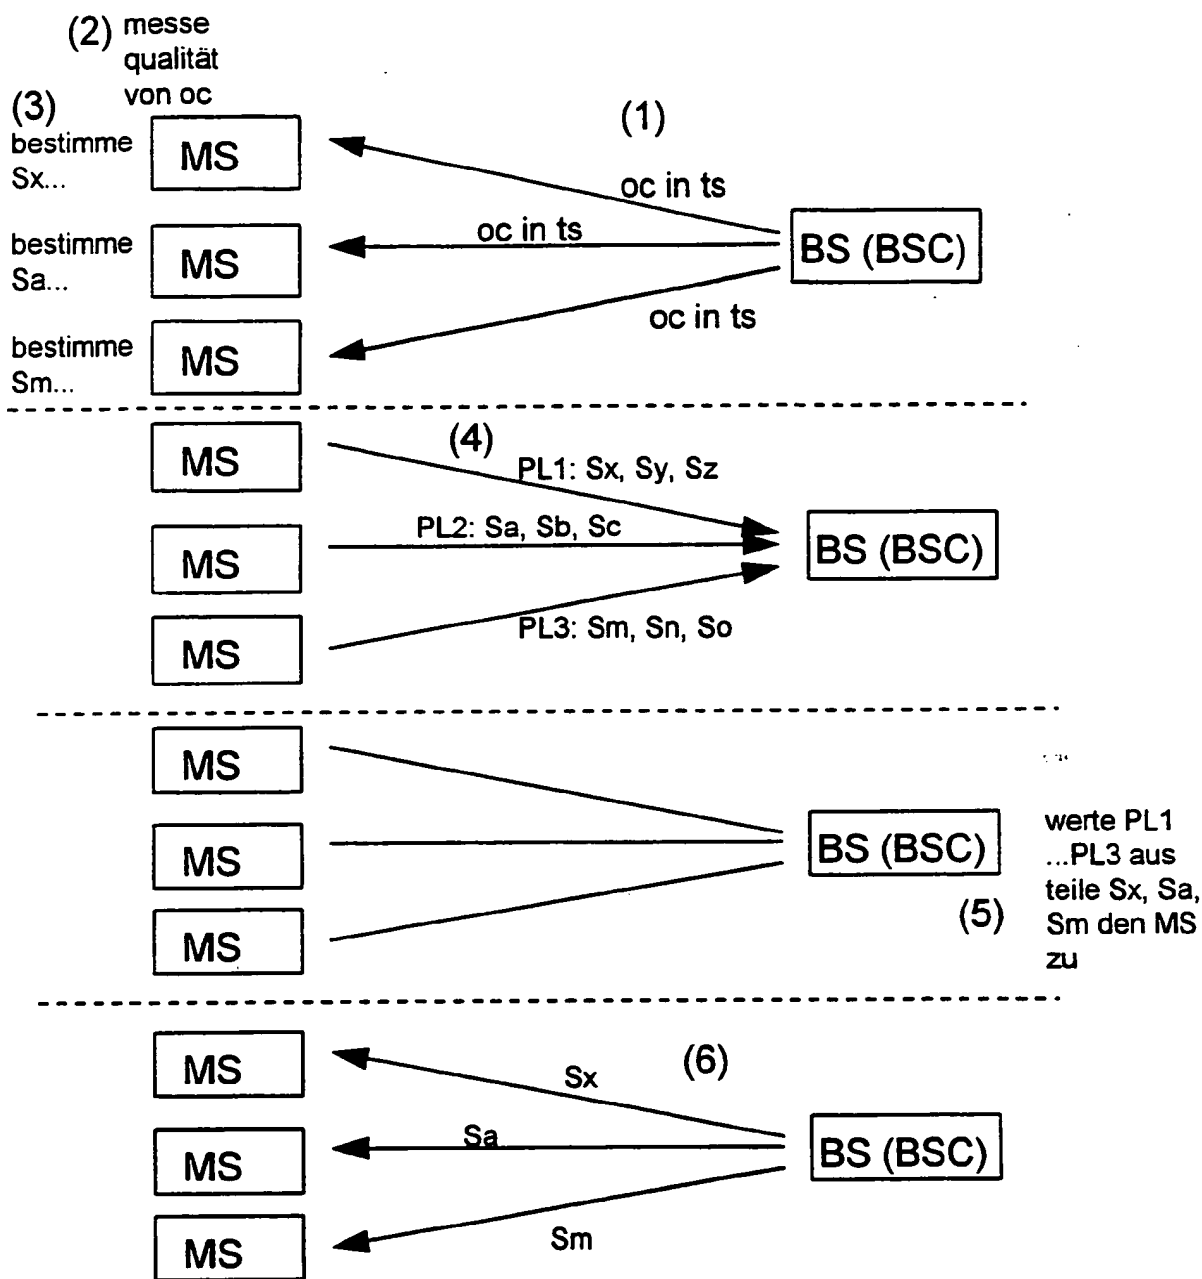 (2) messe
qualität
von oc
(3)
bestimme
Sx...
MS
(1)
oc in ts
bestimme
Sa...
MS
oc in ts
BS (BSC)
bestimme
Sm...
MS
oc in ts
MS
(4)
PL1: Sx, Sy, Sz
MS
PL2: Sa, Sb, Sc
BS (BSC)
MS
PL3: Sm, Sn, So
MS
MS
BS (BSC)
MS
(5)
werte PL1
...PL3 aus
teile Sx, Sa,
Sm den MS
zu
MS
Sx
(6)
MS
Sa
BS (BSC)
MS
Sm